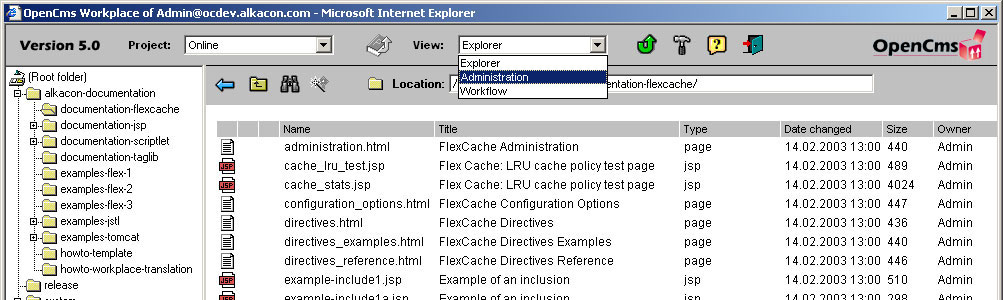 OpenCms Workplace of Admin@ocdev.alkacon.com - Microsoft Internet Explorer
Version 5.0 Project: Online View: Explorer OpenCms
Explorer
Administration
Workflow
Location: / entation-flexcache/
(Root folder)
alkacon-documentation
documentation-flexcache
documentation-jsp
documentation-scriptlet
documentation-taglib
examples-flex-1
examples-flex-2
examples-flex-3
examples-jstl
examples-tomcat
howto-template
howto-workplace-translation
release
system
Name Title Type Date changed Size Owner
administration.html FlexCache Administration page 14.02.2003 13:00 440 Admin
JSP cache_lru_test.jsp Flex Cache: LRU cache policy test page jsp 14.02.2003 13:00 489 Admin
JSP cache_stats.jsp Flex Cache: LRU cache policy test page jsp 14.02.2003 13:00 4024 Admin
configuration_options.html FlexCache Configuration Options page 14.02.2003 13:00 447 Admin
directives.html FlexCache Directives page 14.02.2003 13:00 436 Admin
directives_examples.html FlexCache Directives Examples page 14.02.2003 13:00 440 Admin
directives_reference.html FlexCache Directives Reference page 14.02.2003 13:00 446 Admin
JSP example-include1.jsp Example of an inclusion jsp 14.02.2003 13:00 510 Admin
JSP example-include1a.jsp Example of an inclusion jsp 14.02.2003 13:00 298 Admin